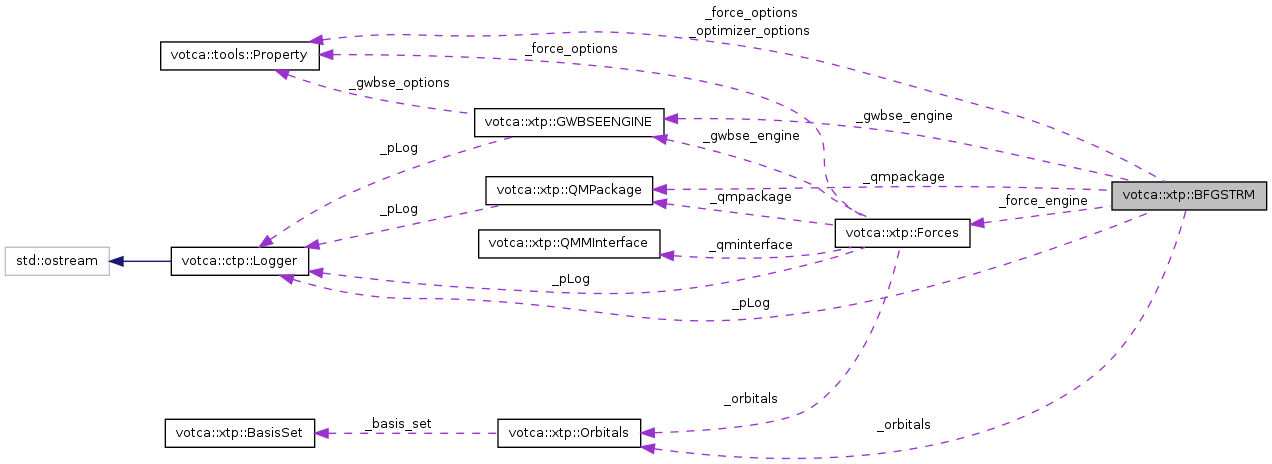 _force_options
_optimizer_options
votca::tools::Property
_force_options
_gwbse_options
votca::xtp::GWBSEENGINE
_gwbse_engine
_gwbse_engine
_pLog
_qmpackage
votca::xtp::QMPackage
votca::xtp::BFGSTRM
_qmpackage
_force_engine
_pLog
votca::xtp::Forces
votca::xtp::QMMInterface
_qminterface
std::ostream
votca::ctp::Logger
_pLog
_pLog
_orbitals
_basis_set
_orbitals
votca::xtp::BasisSet
votca::xtp::Orbitals